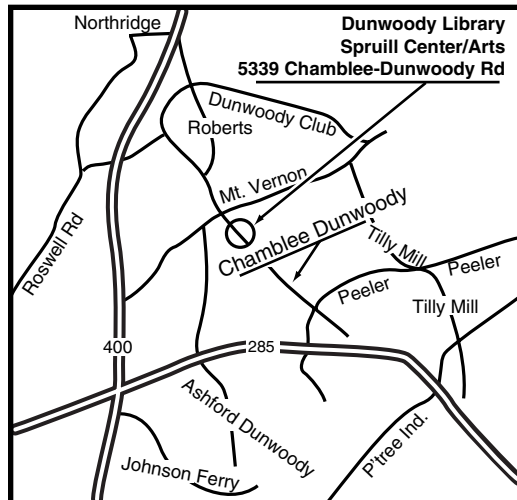 Northridge
Dunwoody Library
Spruill Center/Arts
5339 Chamblee-Dunwoody Rd
Dunwoody Club
Roberts
Mt. Vernon
Roswell Rd
Chamblee Dunwoody
Tilly Mill
Peeler
Peeler
Tilly Mill
400
285
Ashford Dunwoody
P'tree Ind.
Johnson Ferry